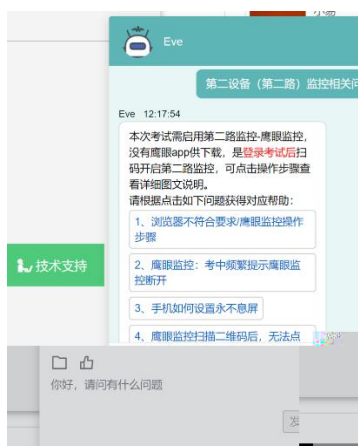 小易
Eve
第二设备（第二路）监控相关问
Eve 12:17:54
本次考试需启用第二路监控-鹰眼监控，
没有鹰眼app供下载，是登录考试后扫
码开启第二路监控，可点击操作步骤查
看详细图文说明。
请根据点击如下问题获得对应帮助：
1、浏览器不符合要求/鹰眼监控操作
步骤
技术支持
2、鹰眼监控：考中频繁提示鹰眼监
控断开
3、手机如何设置永不息屏
4、鹰眼监控扫描二维码后，无法点
你好，请问有什么问题
发